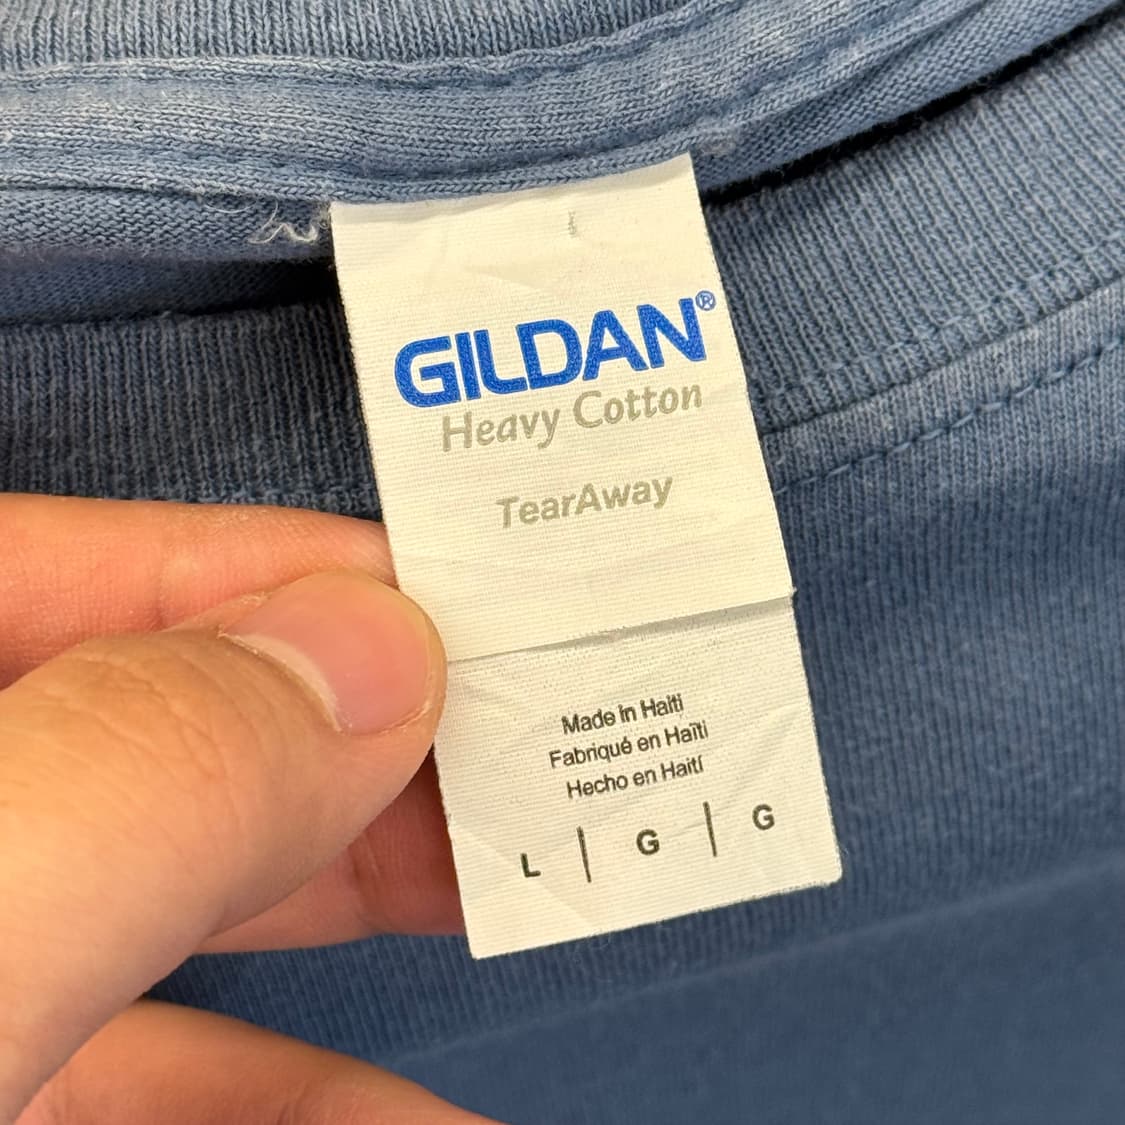 GILDAN®
Heavy Cotton
TearAway
Made in Haiti
Fabriqué en Haïti
Hecho en Haití
L | G | G